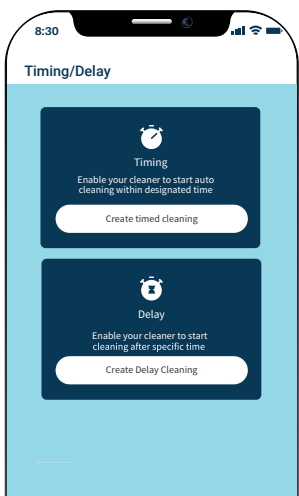 8:30
Timing/Delay
Timing
Enable your cleaner to start auto
cleaning within designated time
Create timed cleaning
Delay
Enable your cleaner to start
cleaning after specific time
Create Delay Cleaning